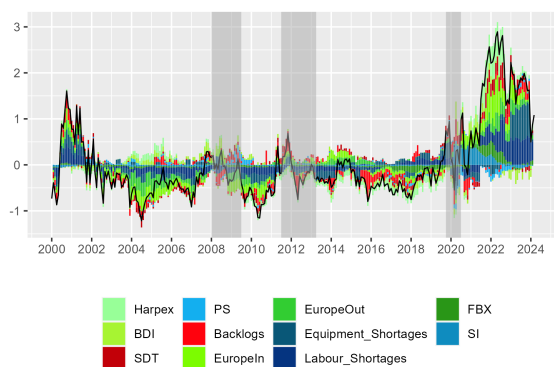 3
2
1
0
-1
2000 2002 2004 2006 2008 2010 2012 2014 2016 2018 2020 2022 2024
Harpex PS EuropeOut FBX
BDI Backlogs Equipment_Shortages SI
SDT EuropeIn Labour_Shortages